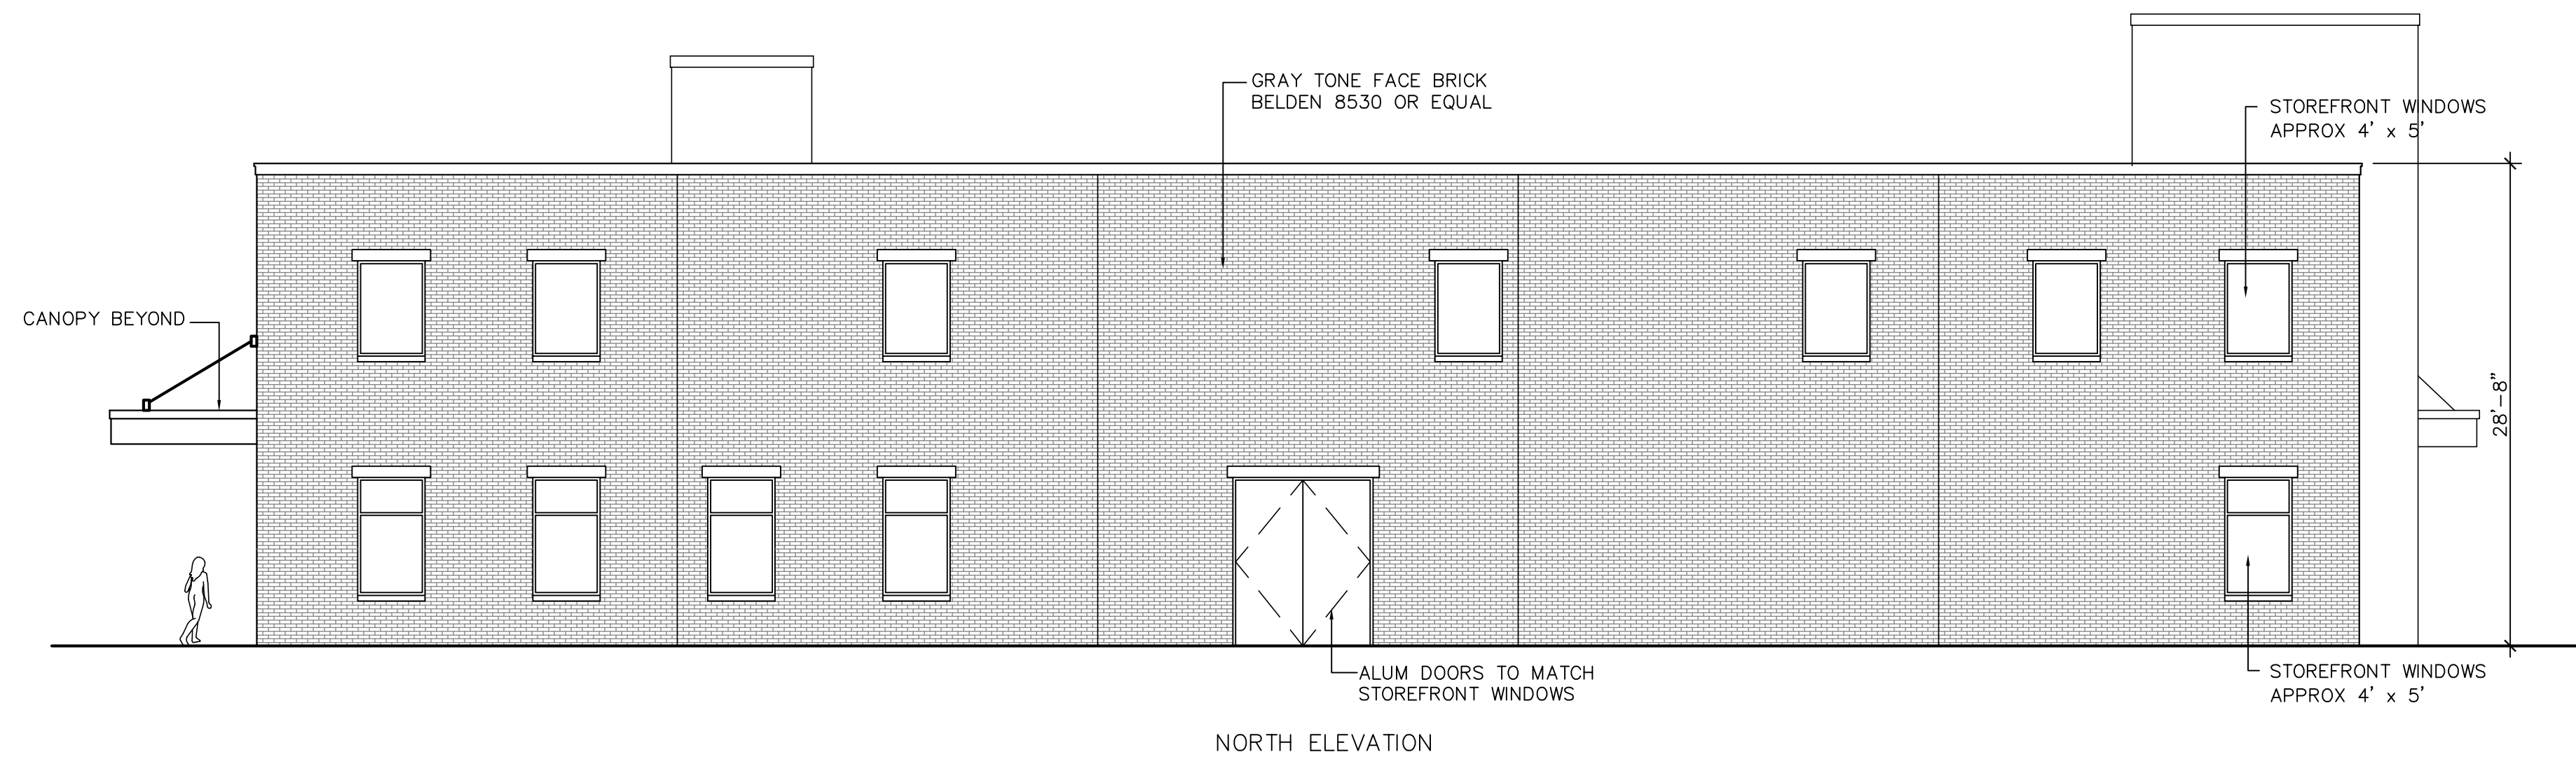 GRAY TONE FACE BRICK
BELDEN 8530 OR EQUAL
STOREFRONT WINDOWS
APPROX 4' x 5'
CANOPY BEYOND
28'-8"
ALUM DOORS TO MATCH
STOREFRONT WINDOWS
STOREFRONT WINDOWS
APPROX 4' x 5'
NORTH ELEVATION